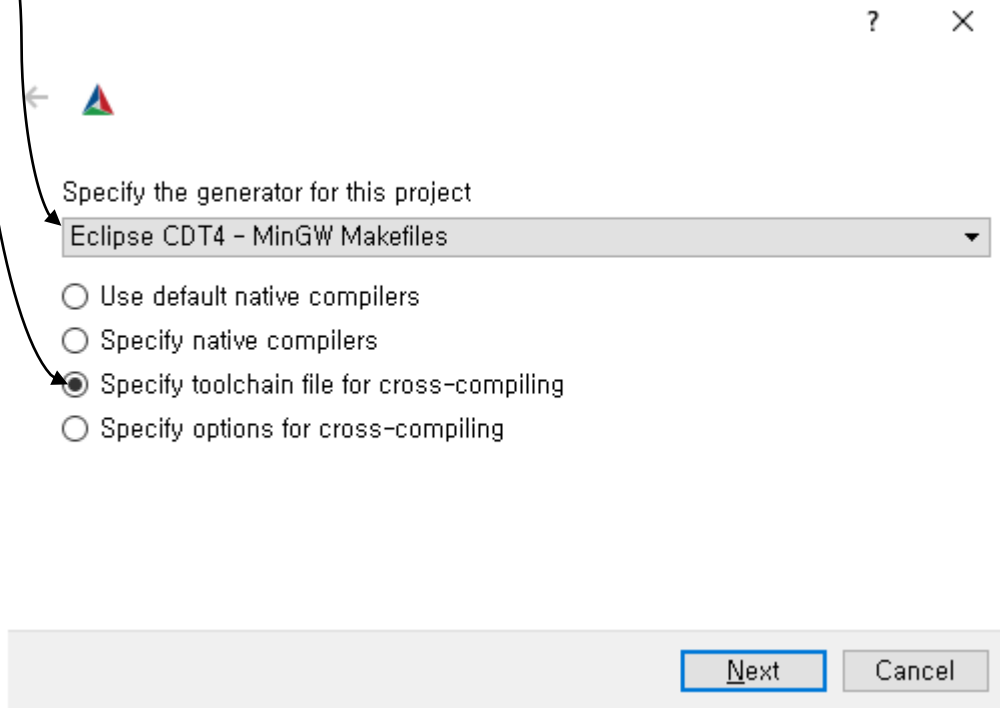 ?
Specify the generator for this project
Eclipse CDT4 - MinGW Makefiles
Use default native compilers
Specify native compilers
Specify toolchain file for cross-compiling
Specify options for cross-compiling
Next Cancel